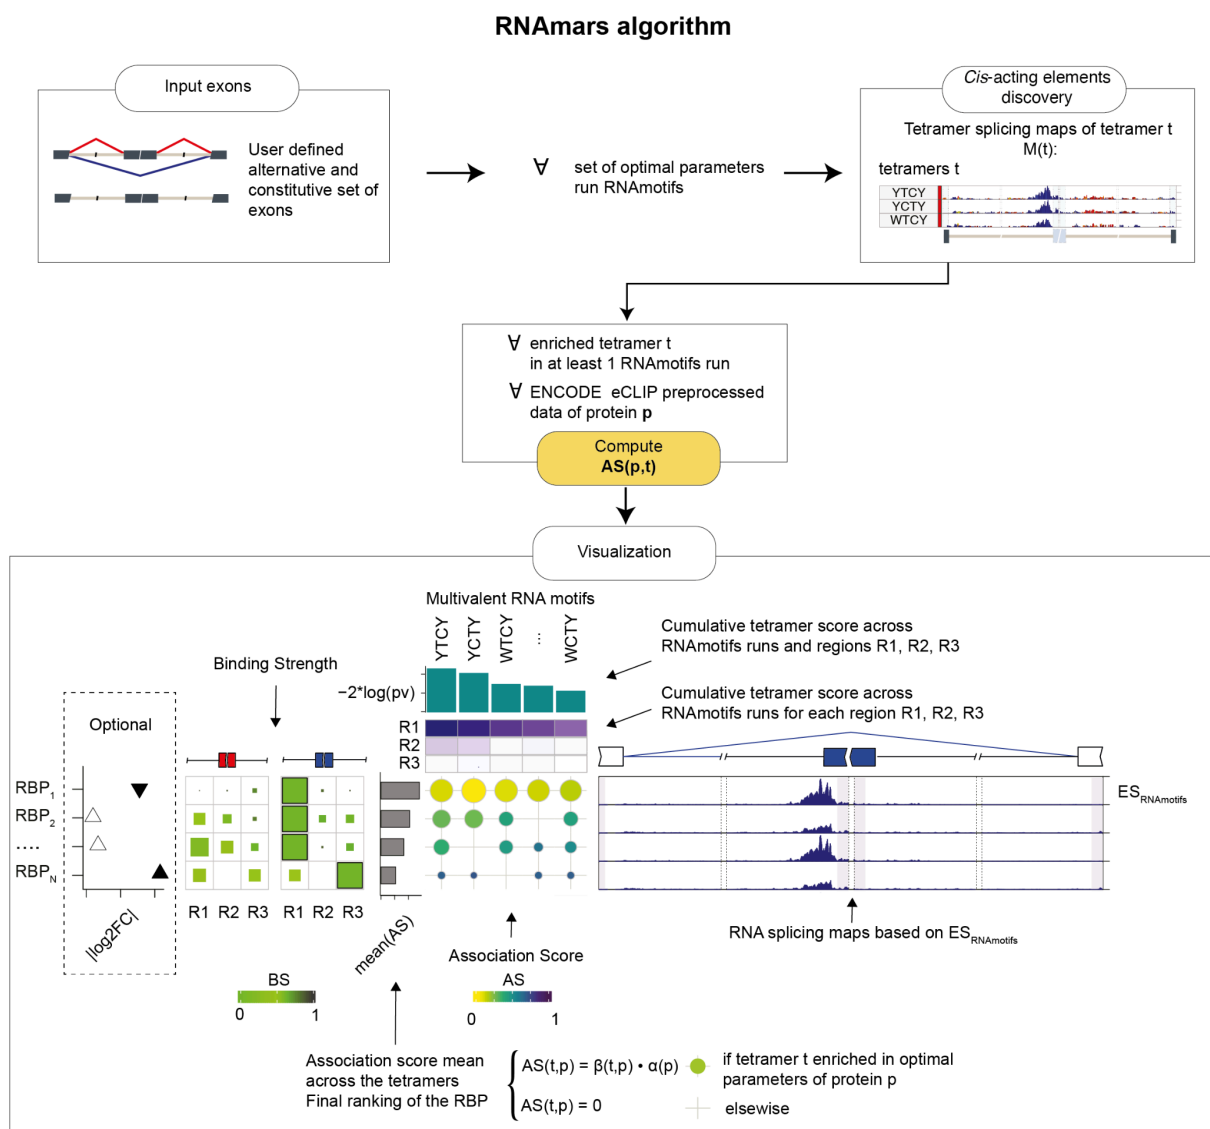 RNAmars algorithm
Input exons
User defined
alternative and
constitutive set of
exons
∀ set of optimal parameters
run RNAmotifs
Cis-acting elements
discovery
Tetramer splicing maps of tetramer t
M(t):
tetramers t
YTCY
YCTY
WTCY
∀ enriched tetramer t
in at least 1 RNAmotifs run
∀ ENCODE eCLIP preprocessed
data of protein p
Compute
AS(p,t)
Visualization
Multivalent RNA motifs
YTCY
YCTY
WTCY
...
WCTY
Cumulative tetramer score across
RNAmotifs runs and regions R1, R2, R3
Cumulative tetramer score across
RNAmotifs runs for each region R1, R2, R3
Binding Strength
−2*log(pv)
Optional
R1
R2
R3
RBP1
RBP2
....
RBPN
|log2FC|
R1 R2 R3
R1 R2 R3
mean(AS)
ESRNAmotifs
RNA splicing maps based on ESRNAmotifs
Association Score
BS
0 1
AS
0 1
Association score mean
across the tetramers
Final ranking of the RBP
AS(t,p) = β(t,p) • α(p)
if tetramer t enriched in optimal
parameters of protein p
AS(t,p) = 0
elsewise